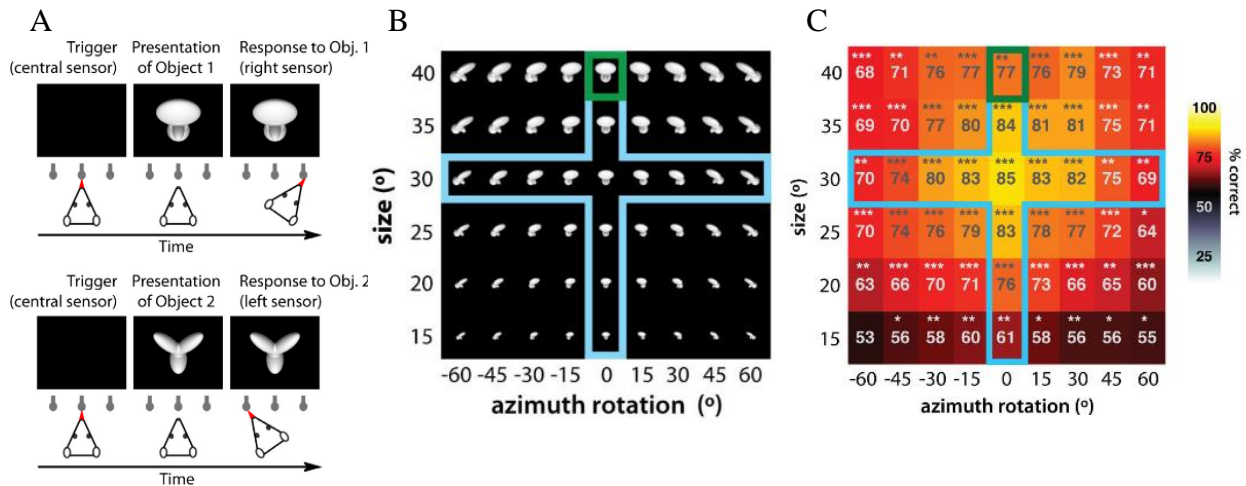 A
Trigger
(central sensor)
Presentation
of Object 1
Response to Obj. 1
(right sensor)
Time
Trigger
(central sensor)
Presentation
of Object 2
Response to Obj. 2
(left sensor)
Time
B
size (º)
40
35
30
25
20
15
-60 -45 -30 -15 0 15 30 45 60
azimuth rotation (º)
C
size (º)
*** ** ** *** ** *** *** *** **
40 68 71 76 77 77 76 79 73 71
*** *** *** *** *** *** *** *** **
35 69 70 77 80 84 81 81 75 71
** *** *** *** *** *** *** ** **
30 70 74 80 83 85 83 82 75 69
*** *** *** *** *** *** *** *** *
25 70 74 76 79 83 78 77 72 64
** *** *** *** *** *** *** ** ***
20 63 66 70 71 76 73 66 65 60
* ** ** ** * ** * *
15 53 56 58 60 61 58 56 56 55
-60 -45 -30 -15 0 15 30 45 60
azimuth rotation (º)
100
75
50
25
% correct